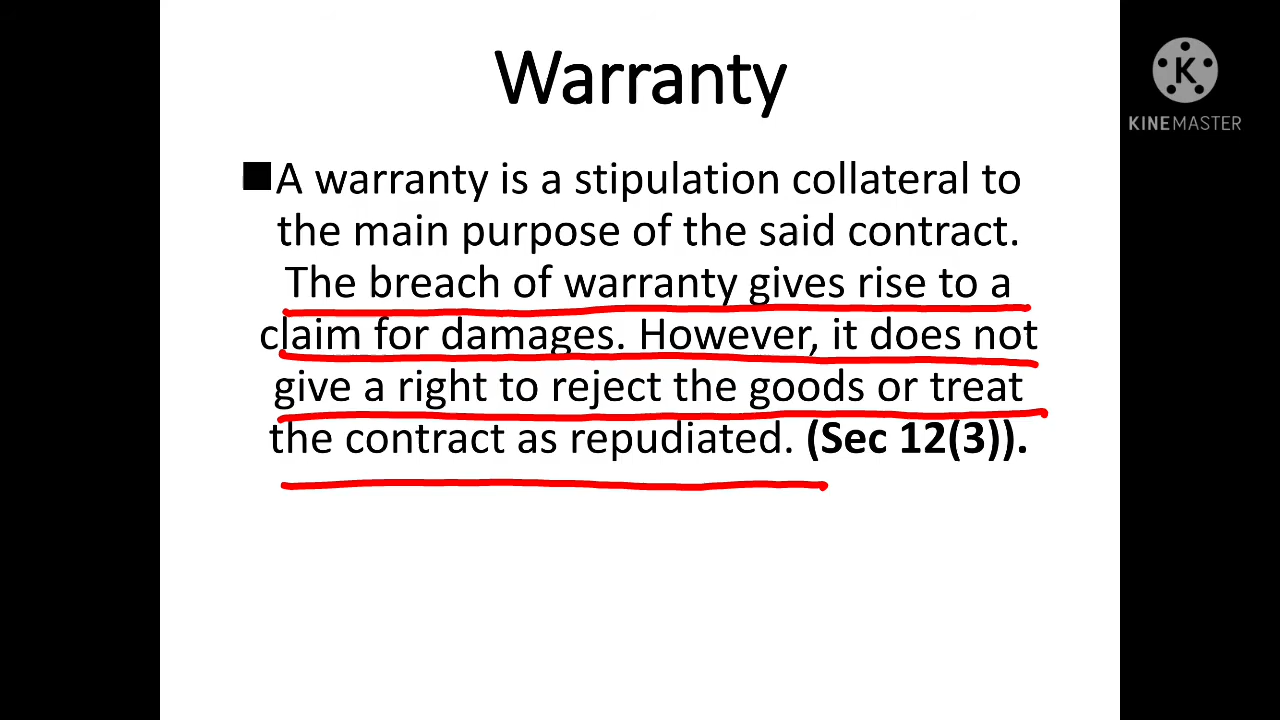 Warranty
K
KINEMASTER
■A warranty is a stipulation collateral to
the main purpose of the said contract.
The breach of warranty gives rise to a
claim for damages. However, it does not
give a right to reject the goods or treat
the contract as repudiated. (Sec 12(3)).